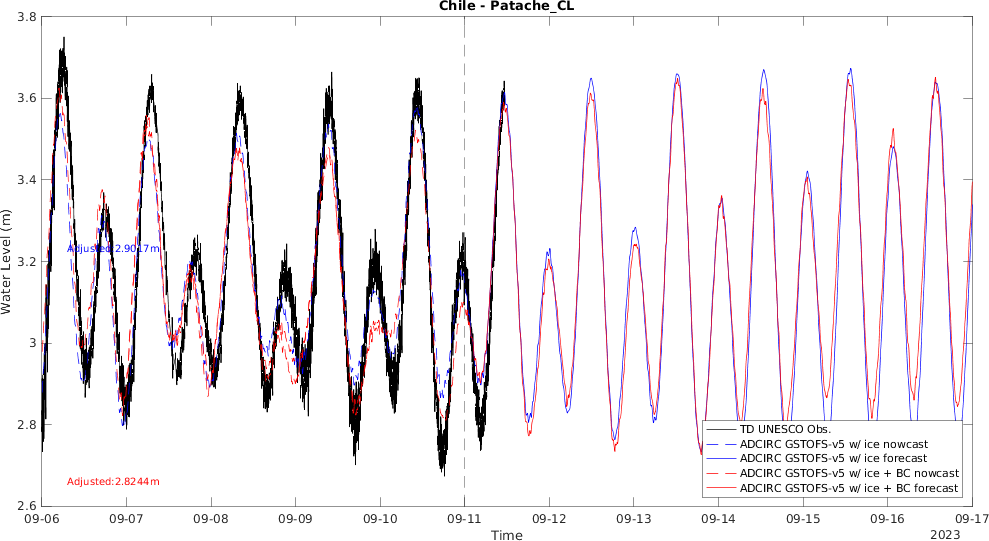 Chile - Patache_CL
Water Level (m)
3.8
3.6
3.4
3.2
3
2.8
2.6
Adjusted:2.9017m
Adjusted:2.8244m
TD UNESCO Obs.
ADCIRC GSTOFS-v5 w/ ice nowcast
ADCIRC GSTOFS-v5 w/ ice forecast
ADCIRC GSTOFS-v5 w/ ice + BC nowcast
ADCIRC GSTOFS-v5 w/ ice + BC forecast
09-06 09-07 09-08 09-09 09-10 09-11 09-12 09-13 09-14 09-15 09-16 09-17
Time
2023